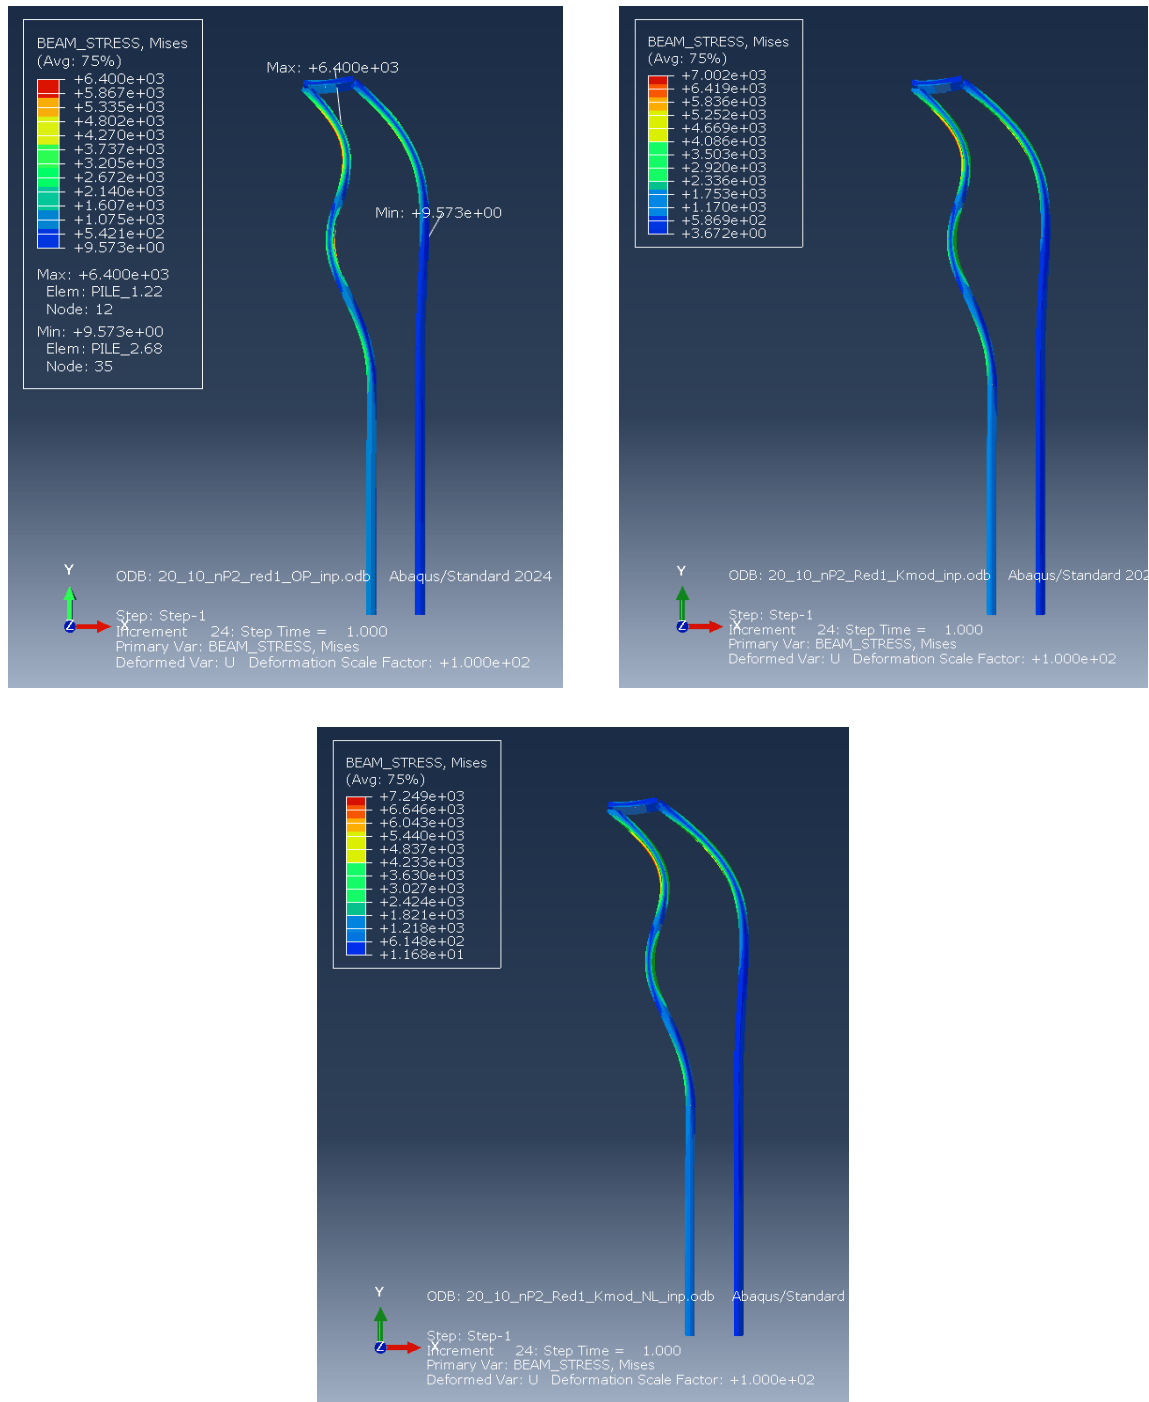 BEAM_STRESS, Mises
(Avg: 75%)
+6.400e+03
+5.867e+03
+5.335e+03
+4.802e+03
+4.270e+03
+3.737e+03
+3.205e+03
+2.672e+03
+2.140e+03
+1.607e+03
+1.075e+03
+5.421e+02
+9.573e+00
Max: +6.400e+03
Elem: PILE_1.22
Node: 12
Min: +9.573e+00
Elem: PILE_2.68
Node: 35
Max: +6.400e+03
Min: +9.573e+00
Y
Z
X
ODB: 20_10_nP2_red1_OP_inp.odb Abaqus/Standard 2024
Step: Step-1
Increment 24: Step Time = 1.000
Primary Var: BEAM_STRESS, Mises
Deformed Var: U Deformation Scale Factor: +1.000e+02
BEAM_STRESS, Mises
(Avg: 75%)
+7.002e+03
+6.419e+03
+5.836e+03
+5.252e+03
+4.669e+03
+4.086e+03
+3.503e+03
+2.920e+03
+2.336e+03
+1.753e+03
+1.170e+03
+5.869e+02
+3.672e+00
Y
Z
X
ODB: 20_10_nP2_Red1_Kmod_inp.odb Abaqus/Standard 202
Step: Step-1
Increment 24: Step Time = 1.000
Primary Var: BEAM_STRESS, Mises
Deformed Var: U Deformation Scale Factor: +1.000e+02
BEAM_STRESS, Mises
(Avg: 75%)
+7.249e+03
+6.646e+03
+6.043e+03
+5.440e+03
+4.837e+03
+4.233e+03
+3.630e+03
+3.027e+03
+2.424e+03
+1.821e+03
+1.218e+03
+6.148e+02
+1.168e+01
Y
Z
X
ODB: 20_10_nP2_Red1_Kmod_NL_inp.odb Abaqus/Standard
Step: Step-1
Increment 24: Step Time = 1.000
Primary Var: BEAM_STRESS, Mises
Deformed Var: U Deformation Scale Factor: +1.000e+02